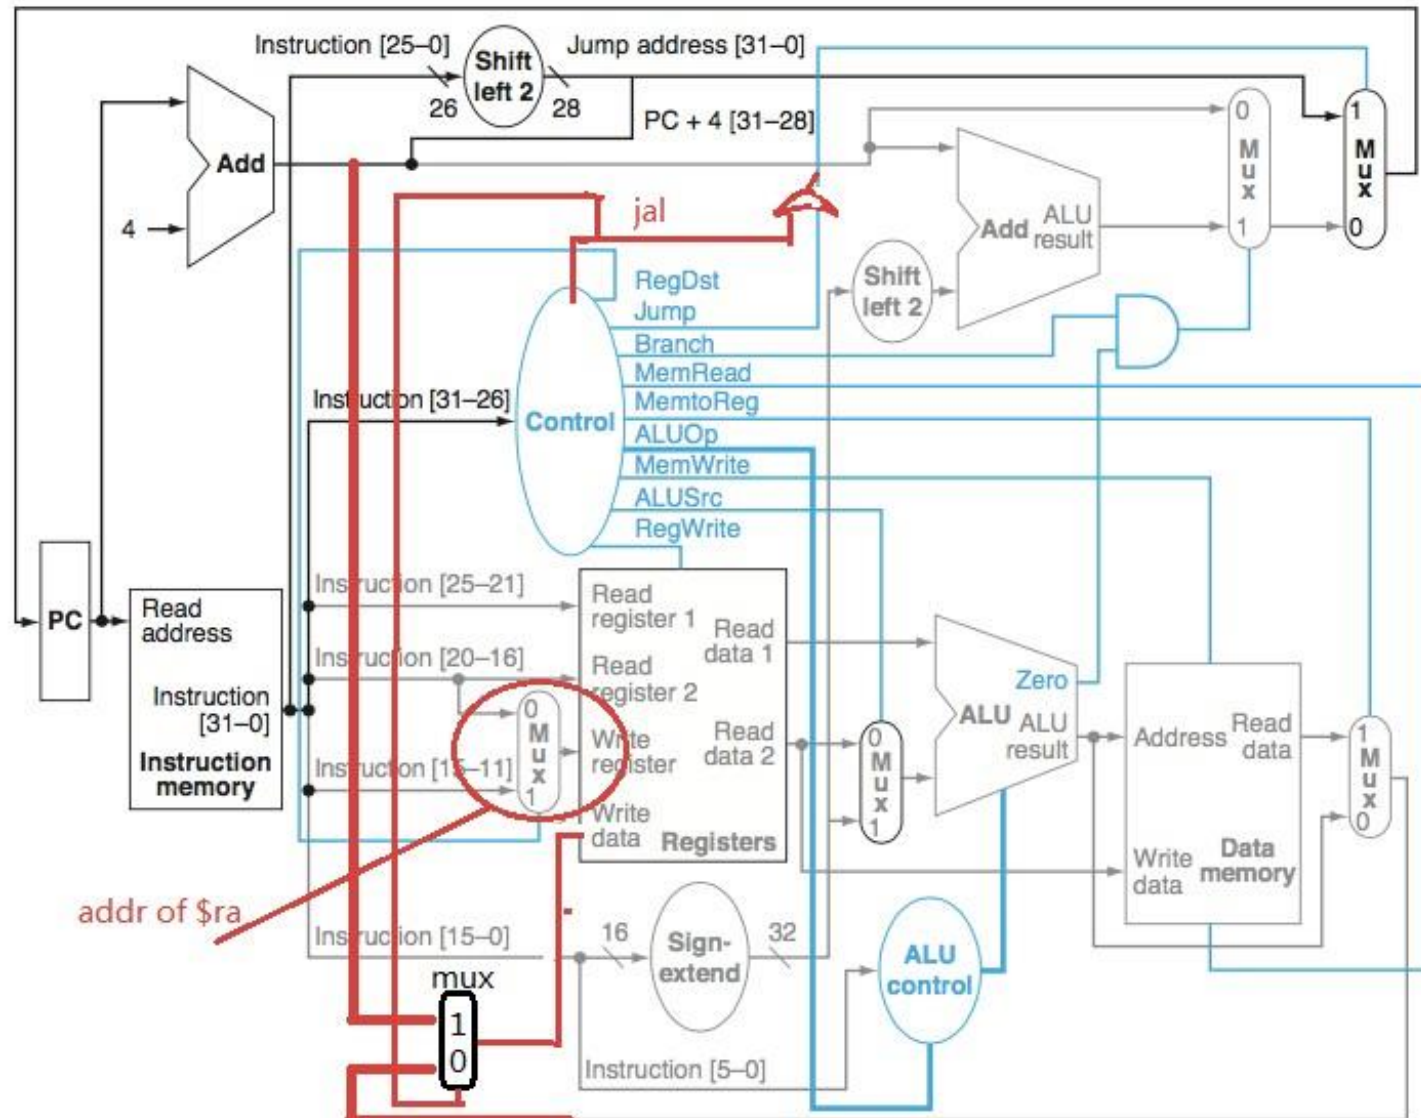 Instruction [25–0]
Shift
left 2
Jump address [31–0]
26
28
PC + 4 [31–28]
Add
4
jal
0
M
u
x
1
1
M
u
x
0
Add
ALU
result
Shift
left 2
RegDst
Jump
Branch
MemRead
MemtoReg
ALUOp
MemWrite
ALUSrc
RegWrite
Instruction [31–26]
Control
PC
Read
address
Instruction
[31–0]
Instruction
memory
Instruction [25–21]
Instruction [20–16]
Instruction [15–11]
0
M
u
x
1
Read
register 1
Read
register 2
Write
register
Write
data
Read
data 1
Read
data 2
Registers
0
M
u
x
1
Zero
ALU
ALU
result
Address
Read
data
Write
data
Data
memory
1
M
u
x
0
addr of $ra
Instruction [15–0]
16
Sign-
extend
32
ALU
control
mux
1
0
Instruction [5–0]